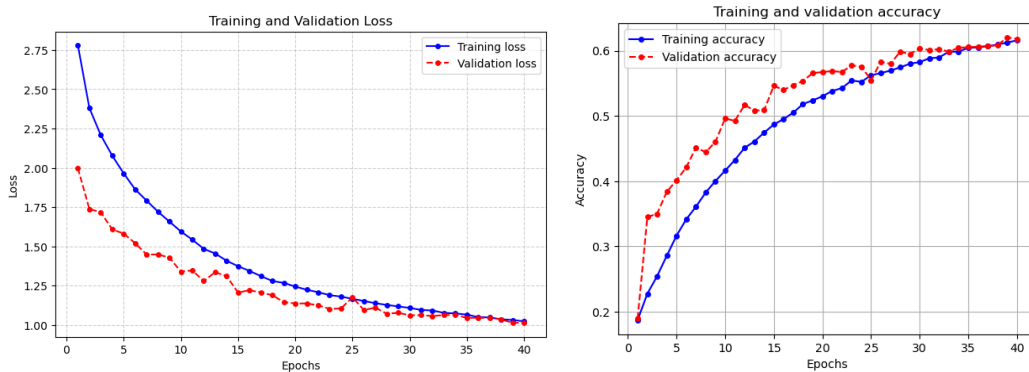 Training and Validation Loss
Training loss
Validation loss
2.75
2.50
2.25
2.00
1.75
1.50
1.25
1.00
Loss
0 5 10 15 20 25 30 35 40
Epochs
Training and validation accuracy
Training accuracy
Validation accuracy
0.6
0.5
0.4
0.3
0.2
Accuracy
0 5 10 15 20 25 30 35 40
Epochs